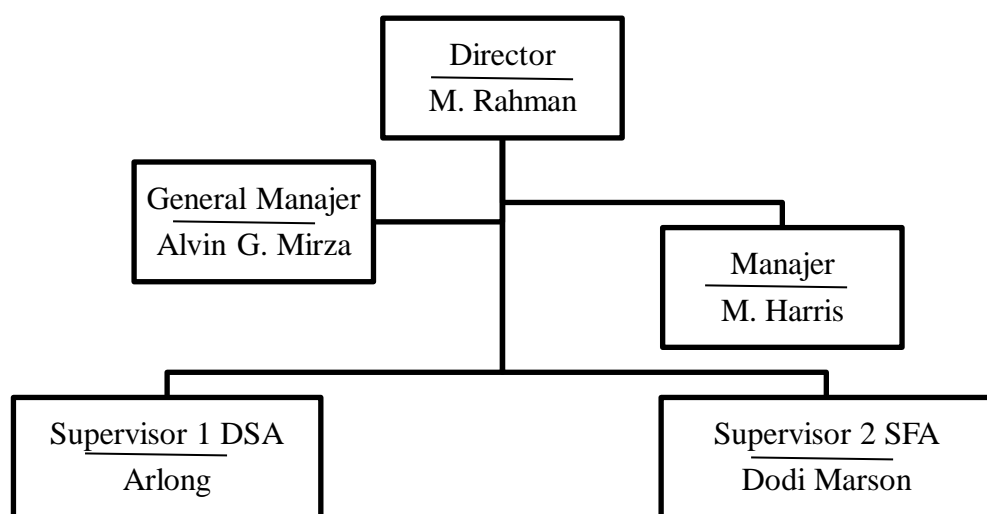 Director
M. Rahman
General Manajer
Alvin G. Mirza
Manajer
M. Harris
Supervisor 1 DSA
Arlong
Supervisor 2 SFA
Dodi Marson